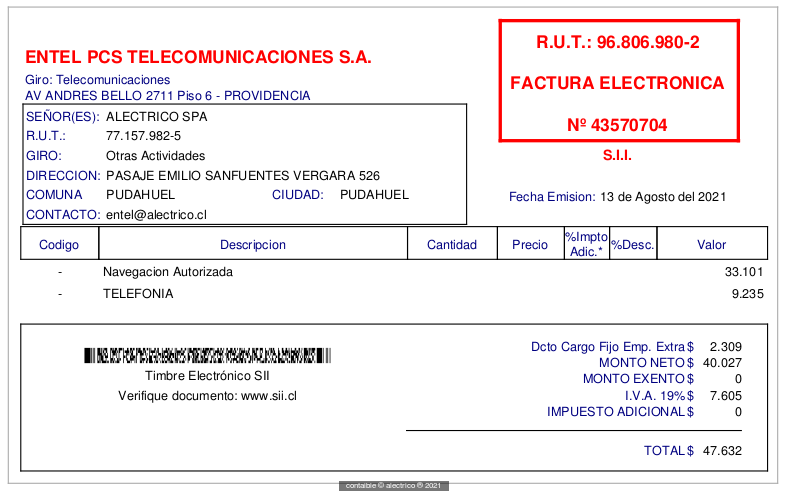 ENTEL PCS TELECOMUNICACIONES S.A.
Giro: Telecomunicaciones
AV ANDRES BELLO 2711 Piso 6 - PROVIDENCIA
R.U.T.: 96.806.980-2
FACTURA ELECTRONICA
Nº 43570704
S.I.I.
Fecha Emision: 13 de Agosto del 2021
SEÑOR(ES): ALECTRICO SPA
R.U.T.: 77.157.982-5
GIRO: Otras Actividades
DIRECCION: PASAJE EMILIO SANFUENTES VERGARA 526
COMUNA PUDAHUEL CIUDAD: PUDAHUEL
CONTACTO: entel@alectrico.cl
Codigo Descripcion Cantidad Precio %Impto Adic.* %Desc. Valor
- Navegacion Autorizada 33.101
- TELEFONIA 9.235
Timbre Electrónico SII
Verifique documento: www.sii.cl
Dcto Cargo Fijo Emp. Extra $ 2.309
MONTO NETO $ 40.027
MONTO EXENTO $ 0
I.V.A. 19% $ 7.605
IMPUESTO ADICIONAL $ 0
TOTAL $ 47.632
contaible © alectrico ® 2021